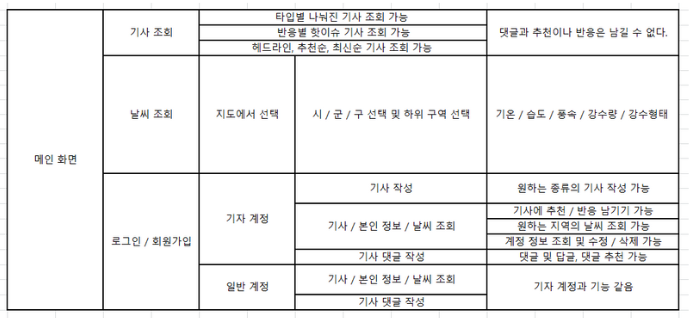 메인 화면
기사 조회
타입별 나눠진 기사 조회 가능
반응별 핫이슈 기사 조회 가능
헤드라인, 추천순, 최신순 기사 조회 가능
댓글과 추천이나 반응은 남길 수 없다.
날씨 조회
지도에서 선택
시 / 군 / 구 선택 및 하위 구역 선택
기온 / 습도 / 풍속 / 강수량 / 강수형태
로그인 / 회원가입
기자 계정
기사 작성
원하는 종류의 기사 작성 가능
기사 / 본인 정보 / 날씨 조회
기사에 추천 / 반응 남기기 가능
원하는 지역의 날씨 조회 가능
계정 정보 조회 및 수정 / 삭제 가능
기사 댓글 작성
댓글 및 답글, 댓글 추천 가능
일반 계정
기사 / 본인 정보 / 날씨 조회
기사 댓글 작성
기자 계정과 기능 같음